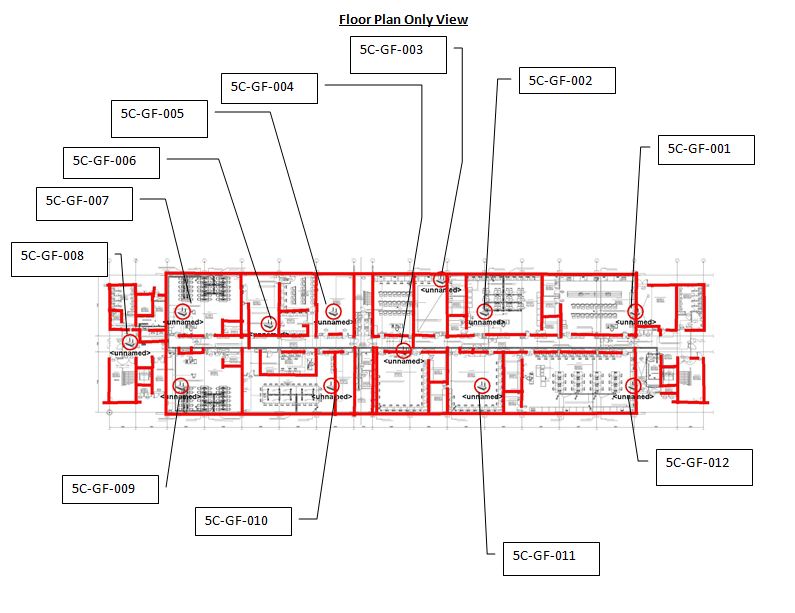 Floor Plan Only View
5C-GF-003
5C-GF-002
5C-GF-004
5C-GF-005
5C-GF-001
5C-GF-006
5C-GF-007
5C-GF-008
<unnamed>
<unnamed>
<unnamed>
<unnamed>
<unnamed>
<unnamed>
<unnamed>
<unnamed>
<unnamed>
<unnamed>
<unnamed>
<unnamed>
5C-GF-012
5C-GF-009
5C-GF-010
5C-GF-011